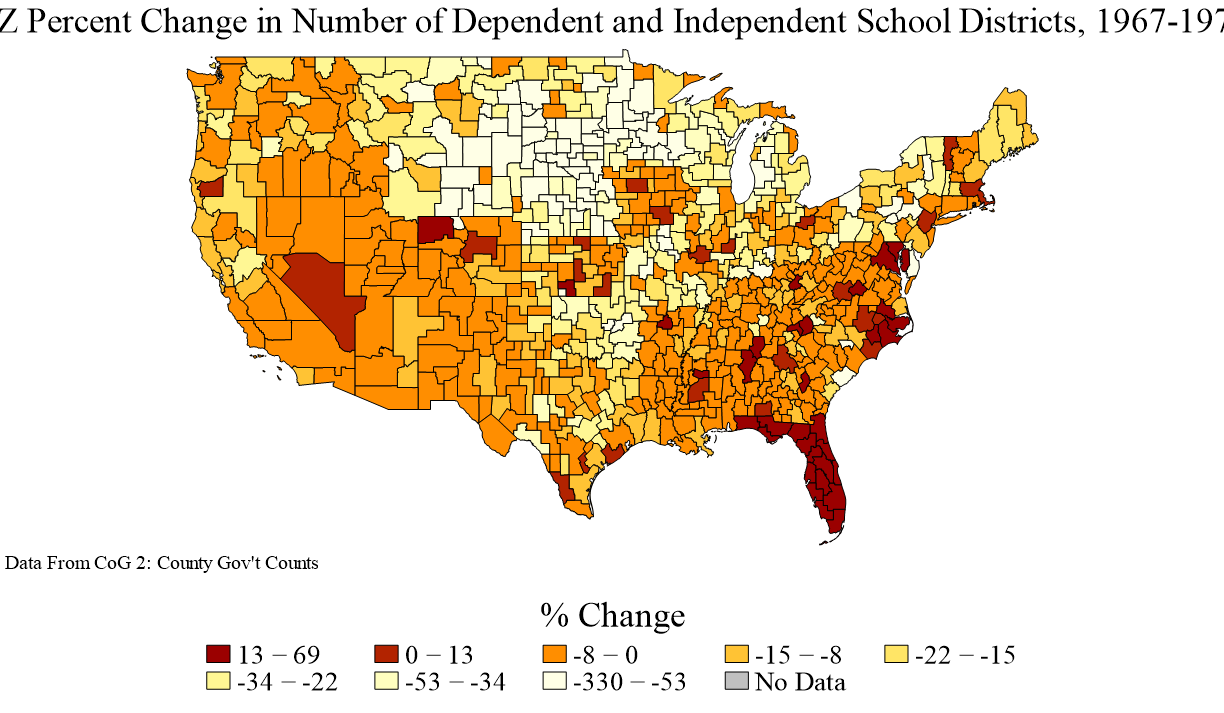 Z Percent Change in Number of Dependent and Independent School Districts, 1967-197
Data From CoG 2: County Gov't Counts
% Change
13 − 69 0 − 13 -8 − 0 -15 − -8 -22 − -15
-34 − -22 -53 − -34 -330 − -53 No Data